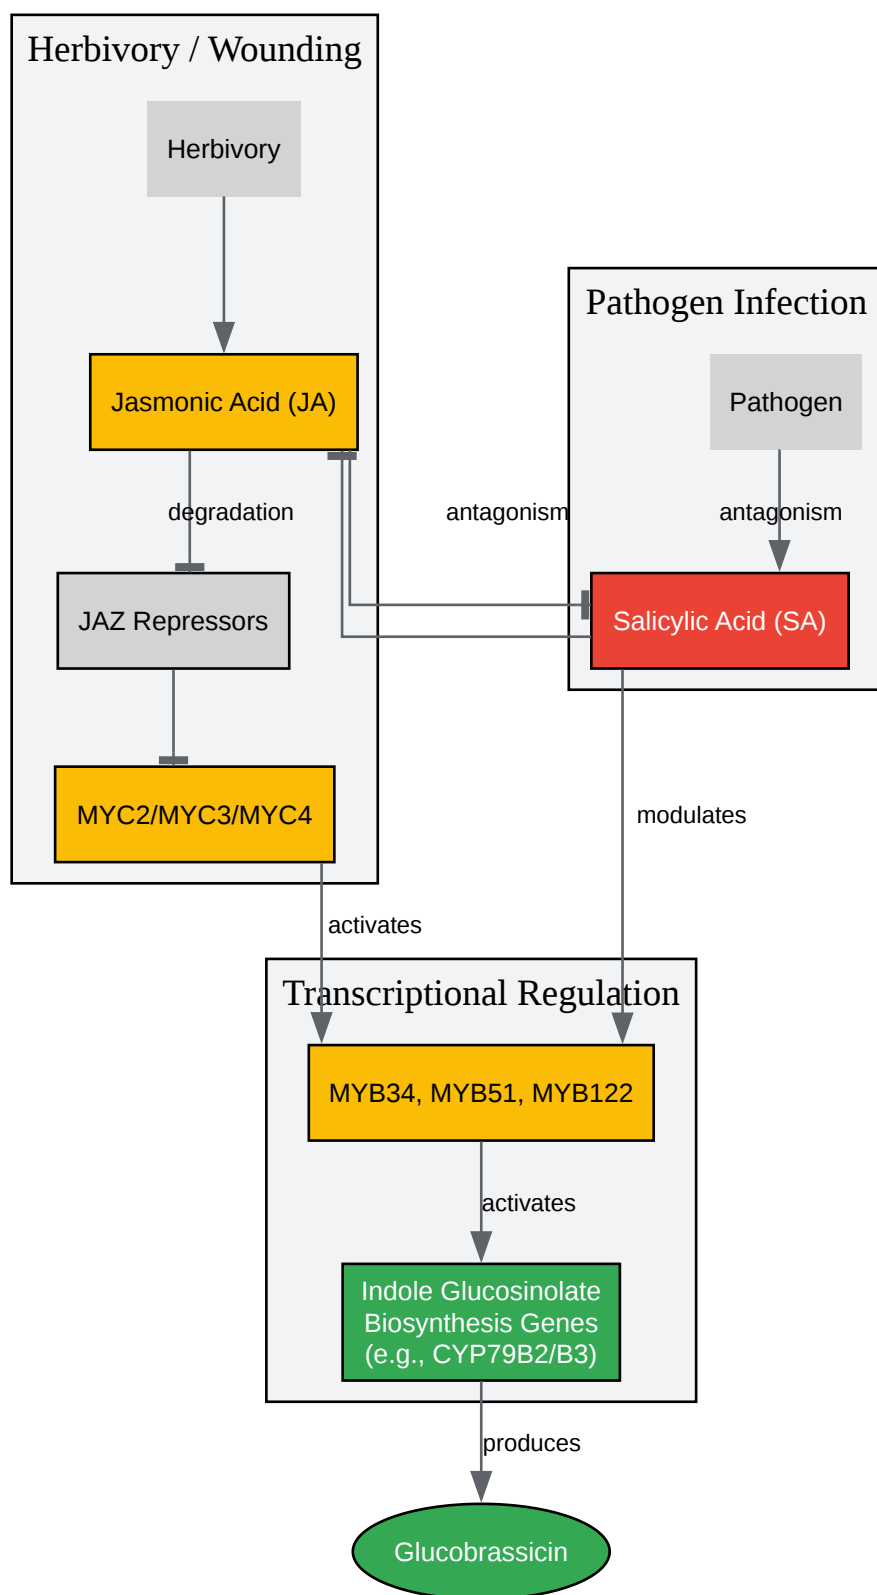 Herbivory / Wounding
Herbivory
Pathogen Infection
Jasmonic Acid (JA)
Pathogen
degradation
antagonism
antagonism
JAZ Repressors
Salicylic Acid (SA)
MYC2/MYC3/MYC4
modulates
activates
Transcriptional Regulation
MYB34, MYB51, MYB122
activates
Indole Glucosinolate
Biosynthesis Genes
(e.g., CYP79B2/B3)
produces
Glucobrassicin